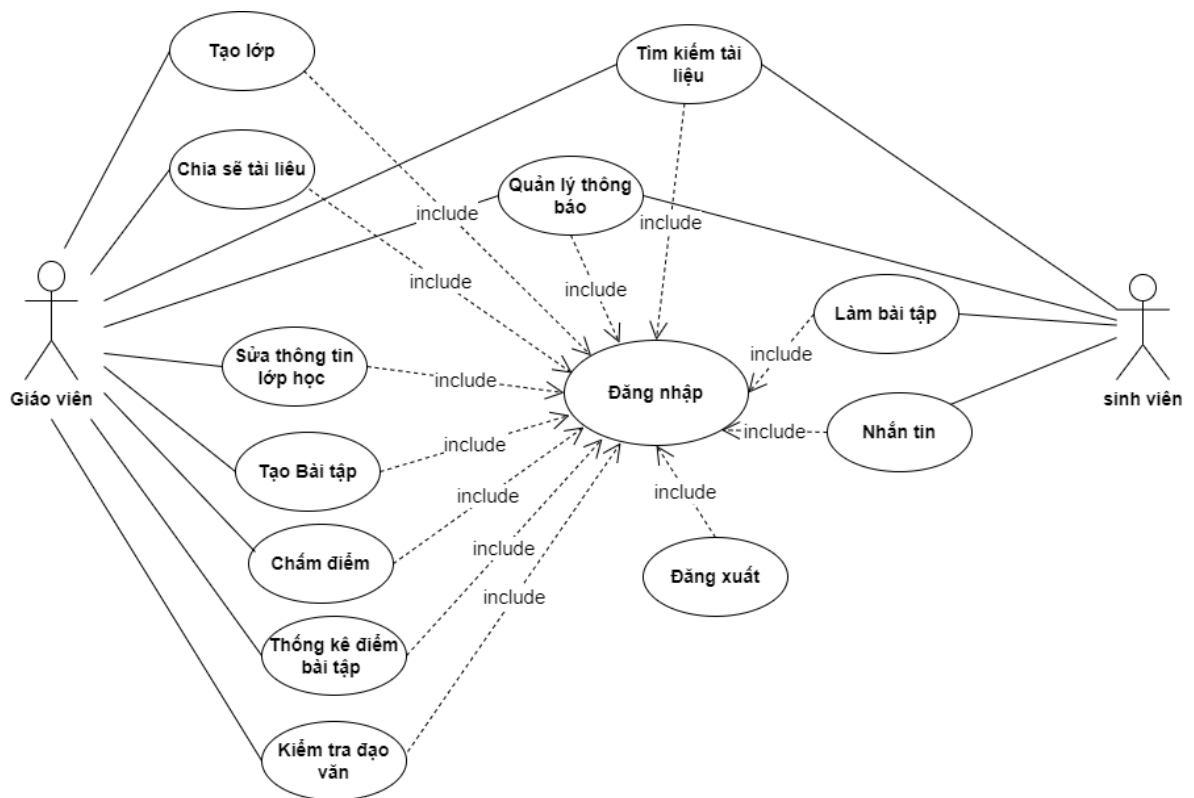 Tạo lớp
Tìm kiếm tài
liệu
Chia sẽ tài liêu
Quản lý thông
báo
include
include
include
include
Làm bài tập
include
Sửa thông tin
lớp học
include
Đăng nhập
Giáo viên
sinh viên
include
Nhắn tin
include
Tạo Bài tập
include
include
include
Chấm điểm
Đăng xuất
include
include
Thống kê điểm
bài tập
Kiểm tra đạo
văn